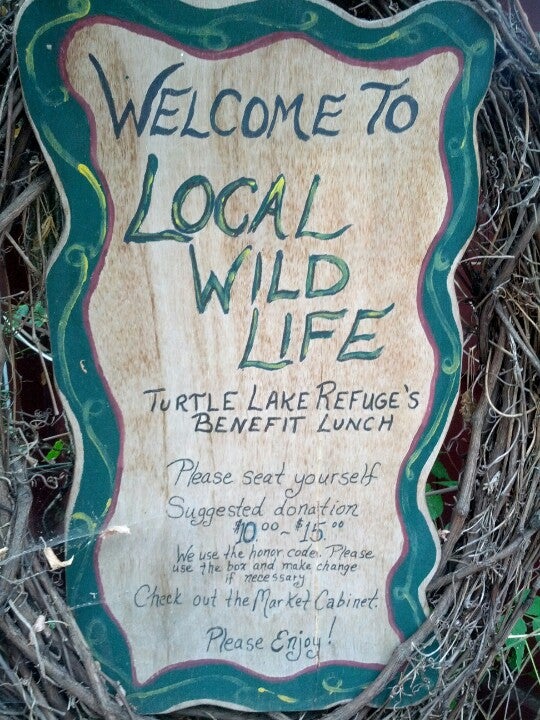 WELCOME TO
LOCAL
WILD
LIFE
TURTLE LAKE REFUGE'S
BENEFIT LUNCH
Please seat yourself
Suggested donation
$10.00 ~ $15.00
We use the honor code. Please
use the box and make change
if necessary
Check out the Market Cabinet.
Please Enjoy!